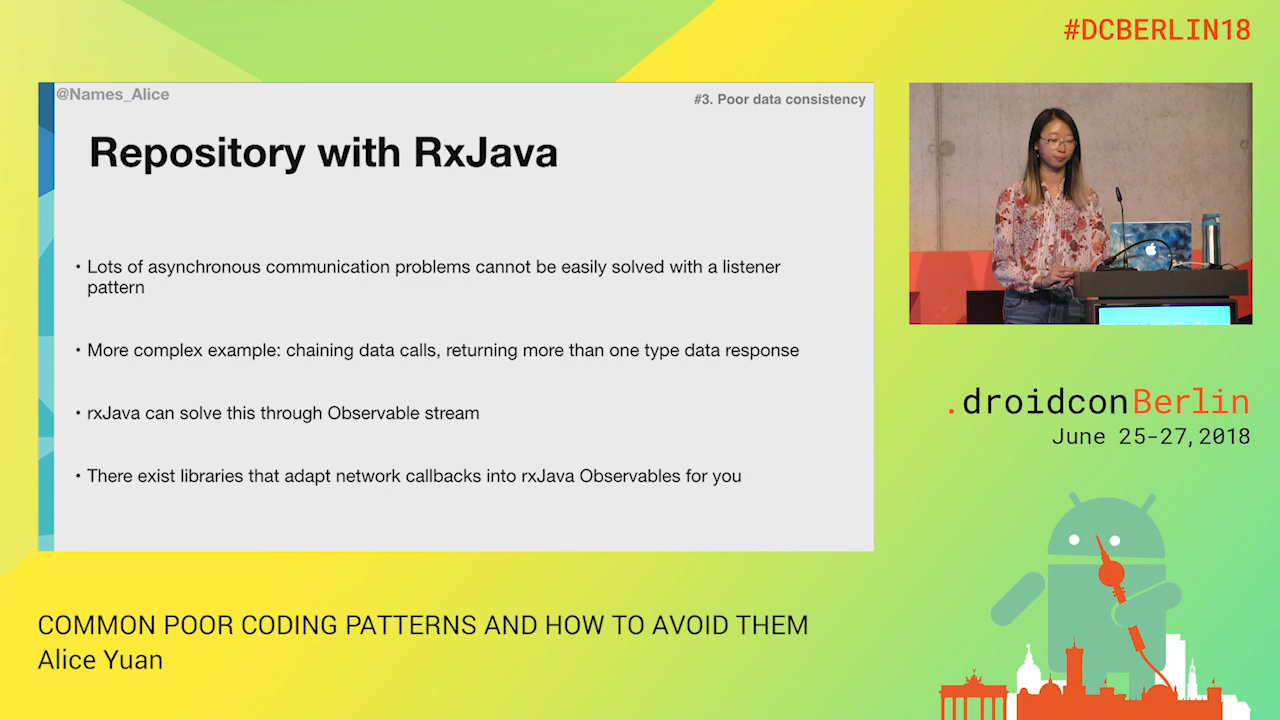 #DCBERLIN18
@Names_Alice
#3. Poor data consistency
Repository with RxJava
• Lots of asynchronous communication problems cannot be easily solved with a listener
pattern
• More complex example: chaining data calls, returning more than one type data response
• rxJava can solve this through Observable stream
• There exist libraries that adapt network callbacks into rxJava Observables for you
.droidconBerlin
June 25-27,2018
COMMON POOR CODING PATTERNS AND HOW TO AVOID THEM
Alice Yuan